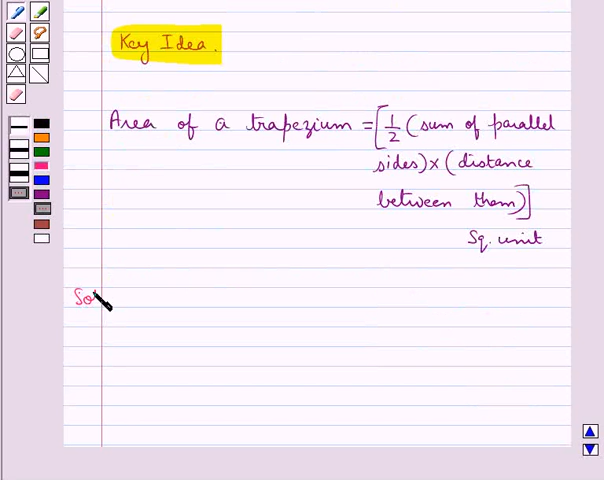 Key Idea.
Area of a trapezium = [1/2 (sum of parallel
sides) x (distance
between them)]
Sq. unit
So